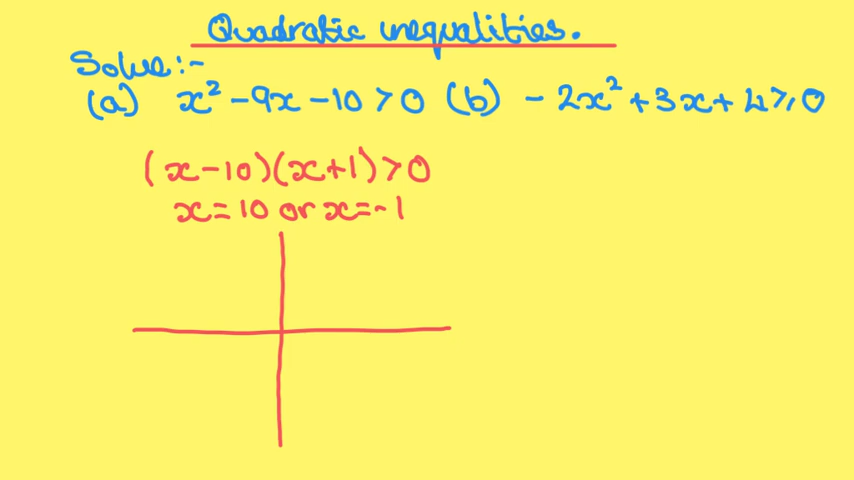 Quadratic inequalities.
Solve:-
(a) x² - 9x - 10 > 0 (b) - 2x² + 3x + 4 ≥ 0
(x - 10)(x + 1) > 0
x = 10 or x = -1